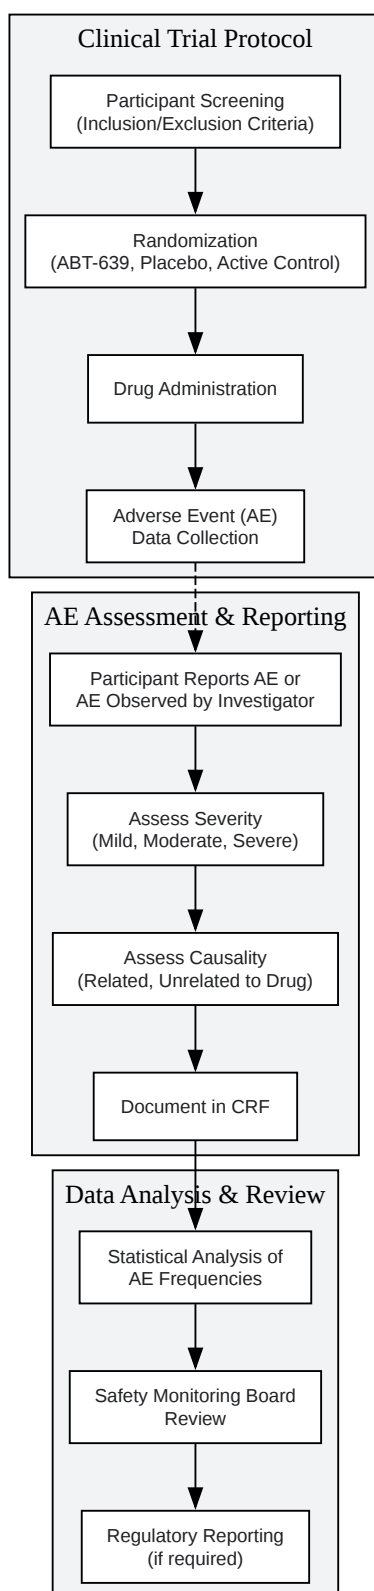 Clinical Trial Protocol
Participant Screening
(Inclusion/Exclusion Criteria)
Randomization
(ABT-639, Placebo, Active Control)
Drug Administration
Adverse Event (AE)
Data Collection
AE Assessment & Reporting
Participant Reports AE or
AE Observed by Investigator
Assess Severity
(Mild, Moderate, Severe)
Assess Causality
(Related, Unrelated to Drug)
Document in CRF
Data Analysis & Review
Statistical Analysis of
AE Frequencies
Safety Monitoring Board
Review
Regulatory Reporting
(if required)